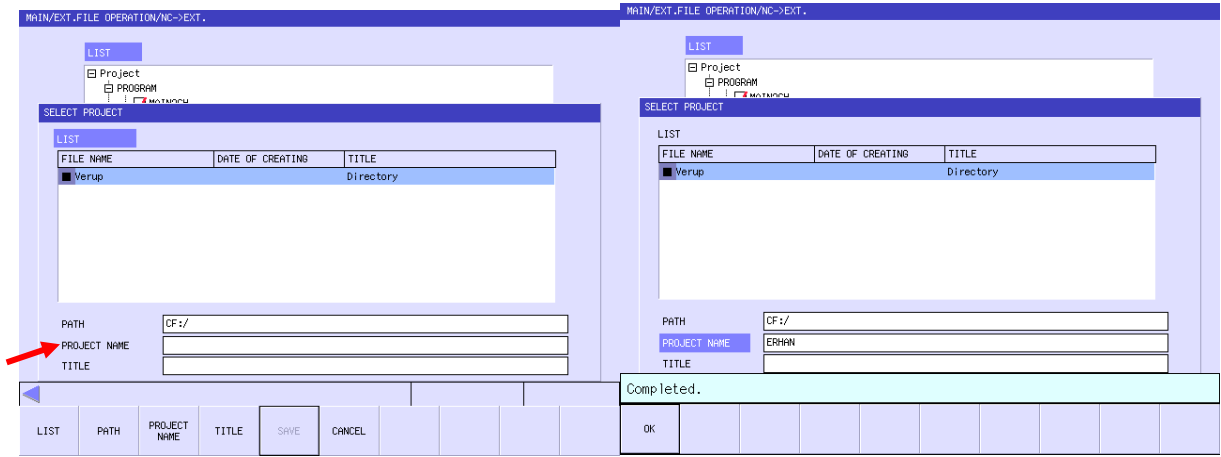 MAIN/EXT.FILE OPERATION/NC->EXT.
LIST
Project
PROGRAM
MAIN2CH
SELECT PROJECT
LIST
FILE NAME DATE OF CREATING TITLE
Verup Directory
PATH CF:/
PROJECT NAME
TITLE
LIST PATH PROJECT NAME TITLE SAVE CANCEL
MAIN/EXT.FILE OPERATION/NC->EXT.
LIST
Project
PROGRAM
MAIN2CH
SELECT PROJECT
LIST
FILE NAME DATE OF CREATING TITLE
Verup Directory
PATH CF:/
PROJECT NAME ERHAN
TITLE
Completed.
OK